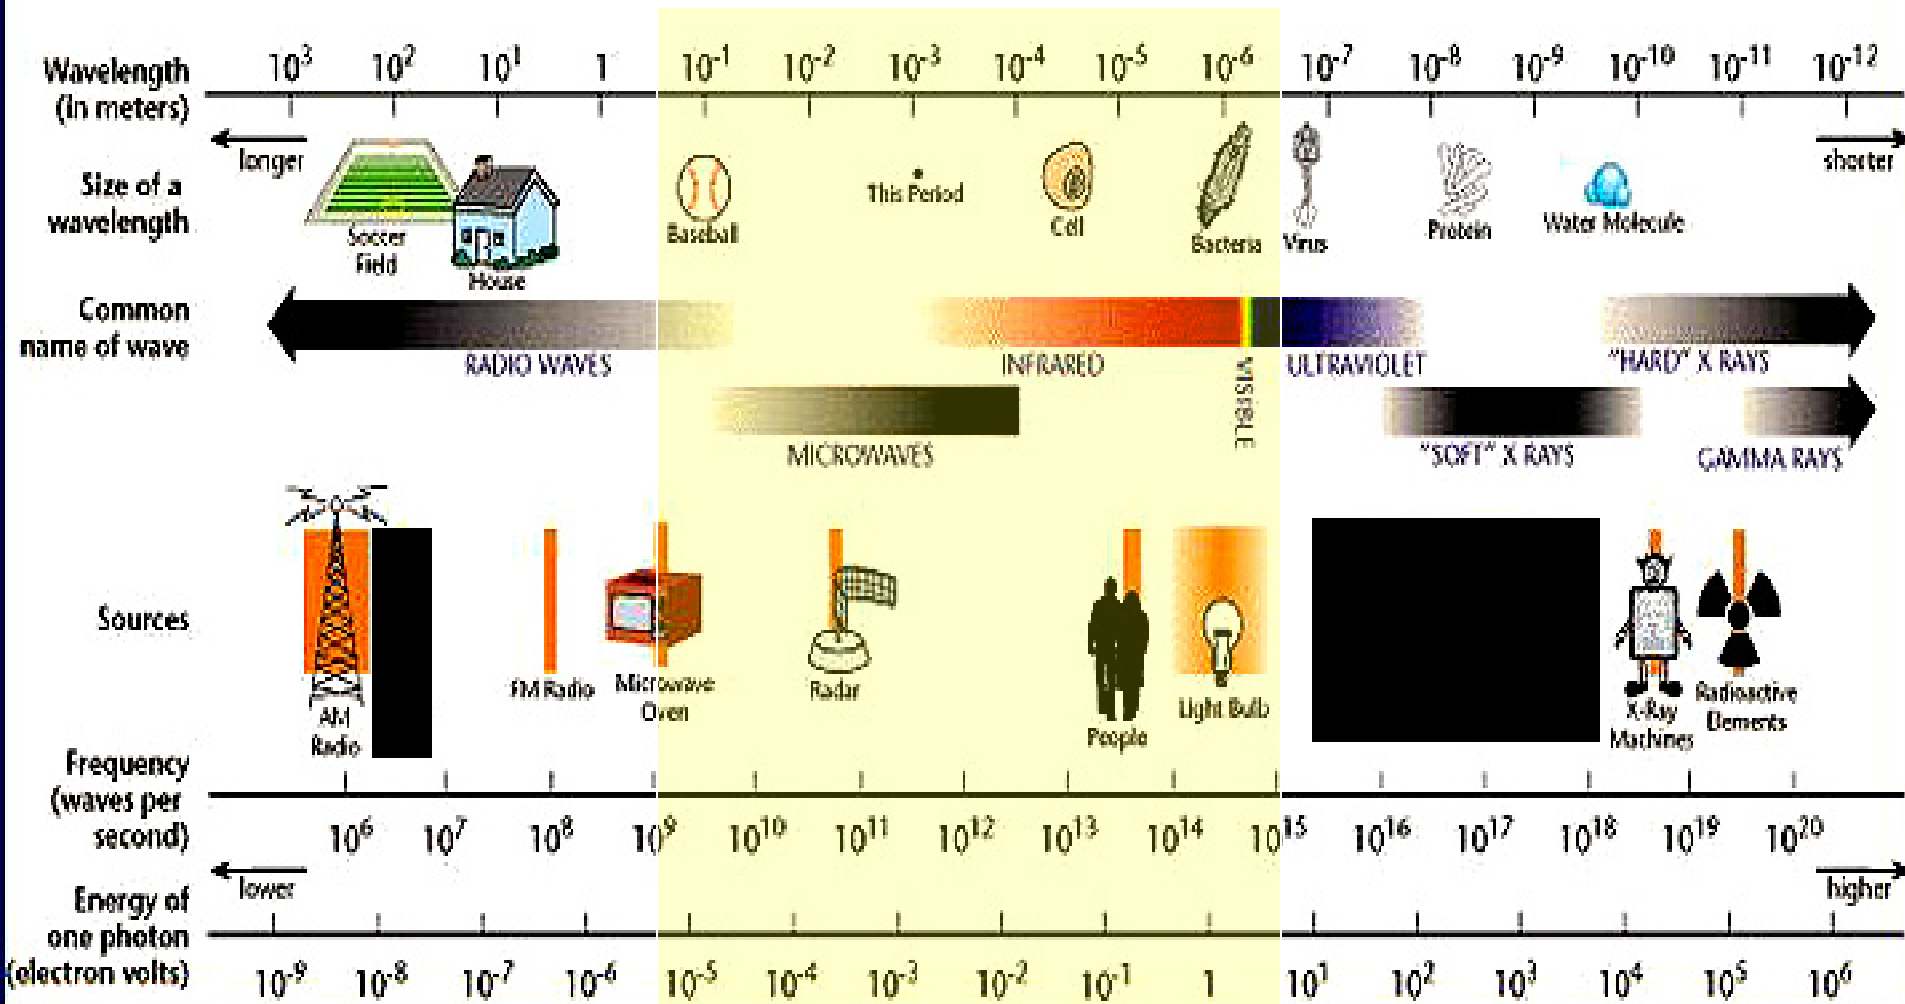 Wavelength
(in meters)
10³ 10² 10¹ 1 10⁻¹ 10⁻² 10⁻³ 10⁻⁴ 10⁻⁵ 10⁻⁶ 10⁻⁷ 10⁻⁸ 10⁻⁹ 10⁻¹⁰ 10⁻¹¹ 10⁻¹²
longer
shorter
Size of a
wavelength
Soccer
Field
House
Baseball
This Period
Cell
Bacteria
Virus
Protein
Water Molecule
Common
name of wave
RADIO WAVES
INFRARED
VISIBLE
ULTRAVIOLET
"HARD" X RAYS
MICROWAVES
"SOFT" X RAYS
GAMMA RAYS
Sources
AM
Radio
FM Radio
Microwave
Oven
Radar
People
Light Bulb
X-Ray
Machines
Radioactive
Elements
Frequency
(waves per
second)
10⁶ 10⁷ 10⁸ 10⁹ 10¹⁰ 10¹¹ 10¹² 10¹³ 10¹⁴ 10¹⁵ 10¹⁶ 10¹⁷ 10¹⁸ 10¹⁹ 10²⁰
lower
higher
Energy of
one photon
(electron volts)
10⁻⁹ 10⁻⁸ 10⁻⁷ 10⁻⁶ 10⁻⁵ 10⁻⁴ 10⁻³ 10⁻² 10⁻¹ 1 10¹ 10² 10³ 10⁴ 10⁵ 10⁶